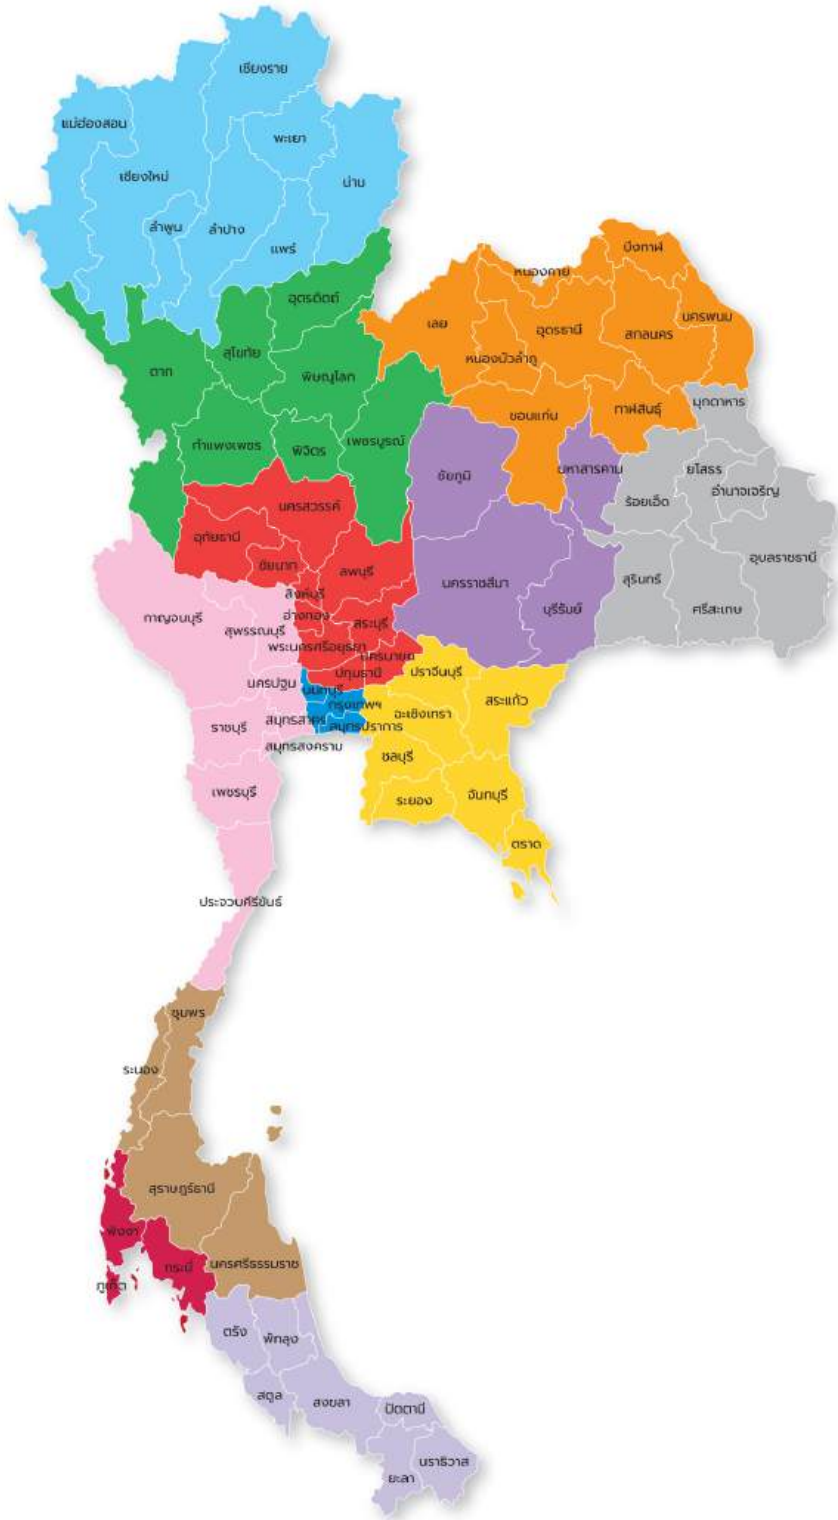 เชียงราย
แม่ฮ่องสอน
พะเยา
เชียงใหม่
น่าน
ลำพูน
ลำปาง
แพร่
บึงกาฬ
หนองคาย
อุตรดิตถ์
นครพนม
เลย
อุดรธานี
สกลนคร
สุโขทัย
หนองบัวลำภู
ตาก
พิษณุโลก
มุกดาหาร
ขอนแก่น
กาฬสินธุ์
กำแพงเพชร
พิจิตร
เพชรบูรณ์
มหาสารคาม
ยโสธร
ชัยภูมิ
อำนาจเจริญ
ร้อยเอ็ด
นครสวรรค์
อุทัยธานี
อุบลราชธานี
ชัยนาท
ลพบุรี
นครราชสีมา
สุรินทร์
สิงห์บุรี
บุรีรัมย์
ศรีสะเกษ
กาญจนบุรี
อ่างทอง
สระบุรี
สุพรรณบุรี
พระนครศรีอยุธยา
นครนายก
ปทุมธานี
ปราจีนบุรี
นครปฐม
นนทบุรี
สระแก้ว
กรุงเทพฯ
ฉะเชิงเทรา
ราชบุรี
สมุทรสาคร
สมุทรปราการ
สมุทรสงคราม
ชลบุรี
เพชรบุรี
ระยอง
จันทบุรี
ตราด
ประจวบคีรีขันธ์
ชุมพร
ระนอง
สุราษฎร์ธานี
พังงา
กระบี่
นครศรีธรรมราช
ภูเก็ต
ตรัง
พัทลุง
สตูล
สงขลา
ปัตตานี
นราธิวาส
ยะลา